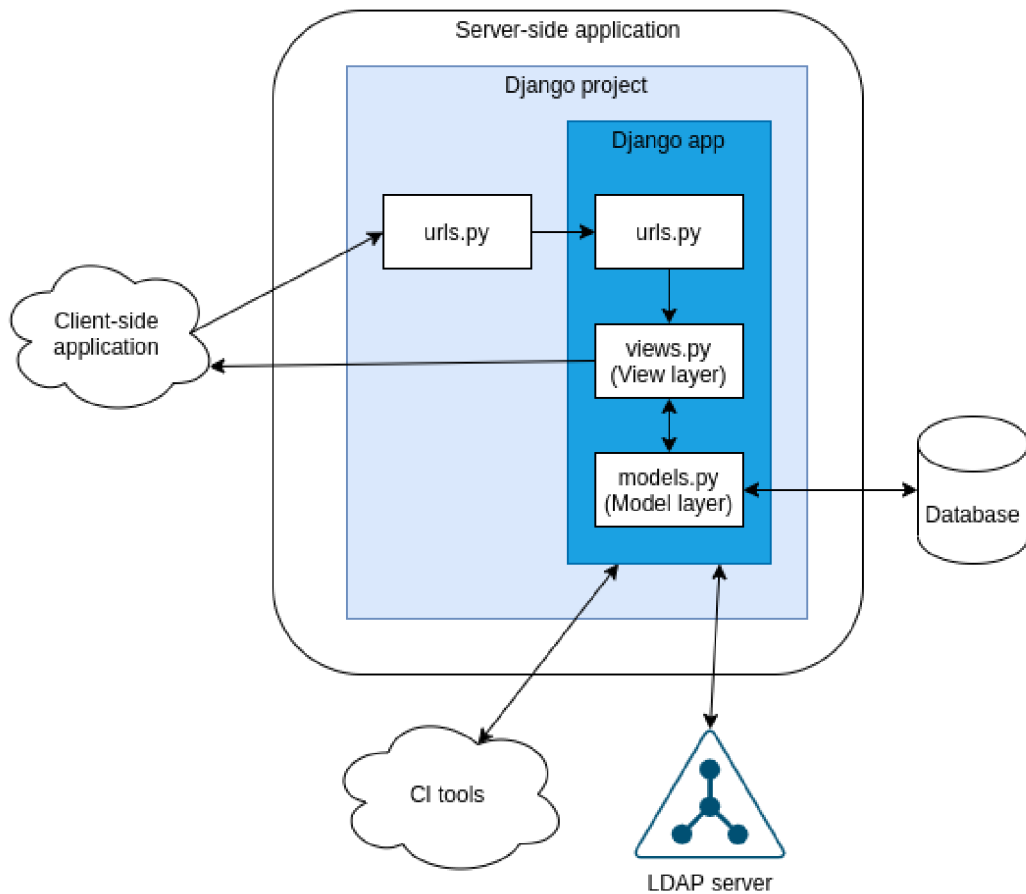 Server-side application
Django project
Django app
urls.py
urls.py
Client-side
application
views.py
(View layer)
models.py
(Model layer)
Database
CI tools
LDAP server